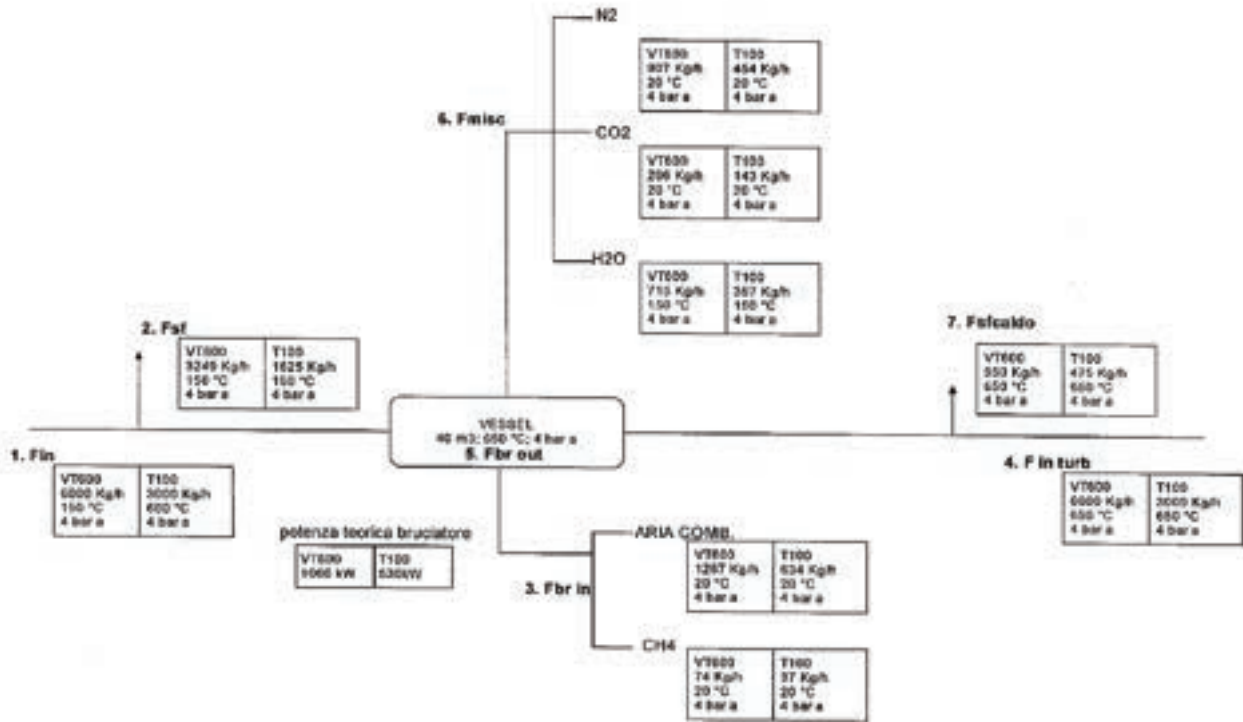 N2
VT600 T100
907 Kg/h 454 Kg/h
20 °C 20 °C
4 bar a 4 bar a
6. Fmisc
CO2
VT600 T100
286 Kg/h 143 Kg/h
20 °C 20 °C
4 bar a 4 bar a
H2O
VT600 T100
715 Kg/h 357 Kg/h
150 °C 150 °C
4 bar a 4 bar a
2. Fsf
VT600 T100
3249 Kg/h 1625 Kg/h
150 °C 150 °C
4 bar a 4 bar a
7. Fsfcaldo
VT600 T100
950 Kg/h 475 Kg/h
650 °C 650 °C
4 bar a 4 bar a
VESSEL
40 m3; 650 °C; 4 bar a
5. Fbr out
1. Fin
VT600 T100
6000 Kg/h 3000 Kg/h
150 °C 600 °C
4 bar a 4 bar a
4. F in turb
VT600 T100
6000 Kg/h 3000 Kg/h
650 °C 650 °C
4 bar a 4 bar a
potenza teorica bruciatore
VT600 T100
kW 530kW
ARIA COMB.
VT600 T100
1267 Kg/h 634 Kg/h
20 °C 20 °C
4 bar a 4 bar a
3. Fbr in
CH4
VT600 T100
74 Kg/h 37 Kg/h
20 °C 20 °C
4 bar a 4 bar a